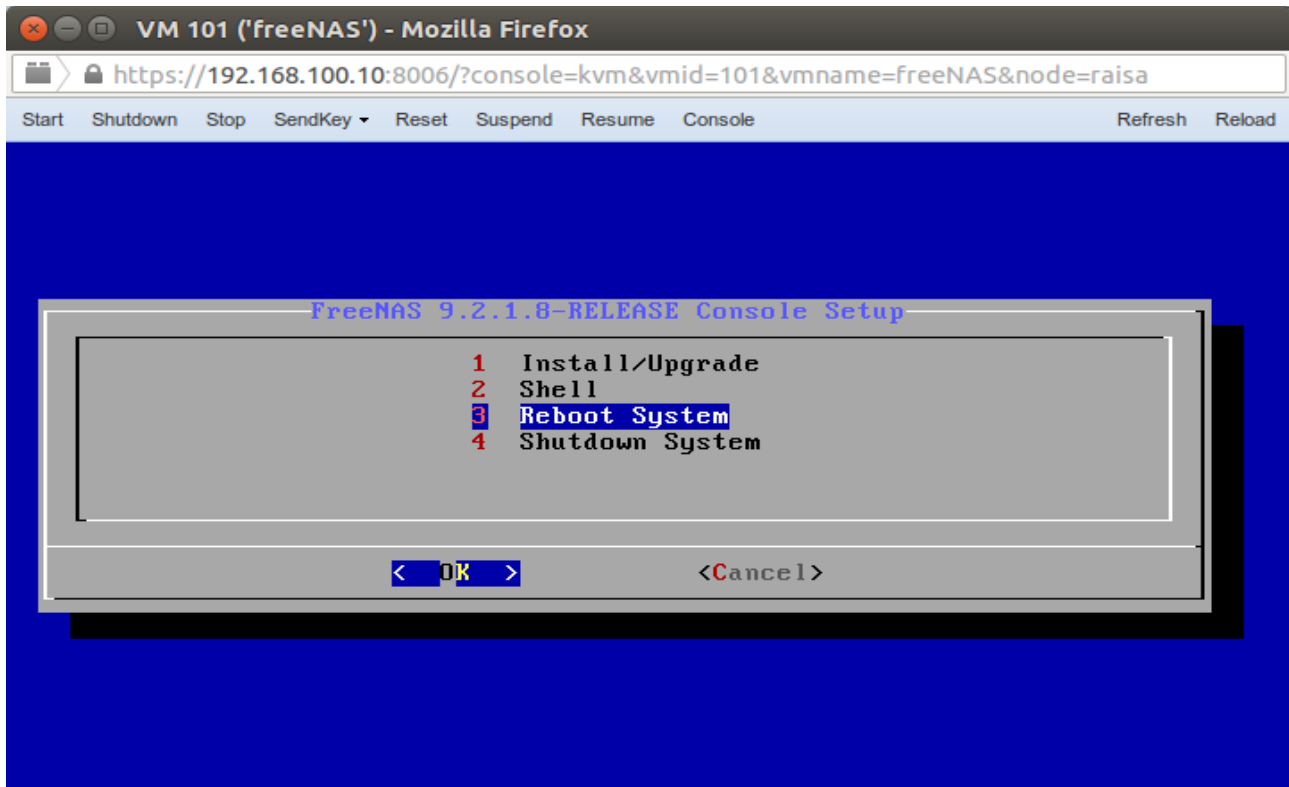 VM 101 ('freeNAS') - Mozilla Firefox
https://192.168.100.10:8006/?console=kvm&vmid=101&vmname=freeNAS&node=raisa
Start Shutdown Stop SendKey Reset Suspend Resume Console Refresh Reload
FreeNAS 9.2.1.8-RELEASE Console Setup
1 Install/Upgrade
2 Shell
3 Reboot System
4 Shutdown System
< OK > <Cancel>